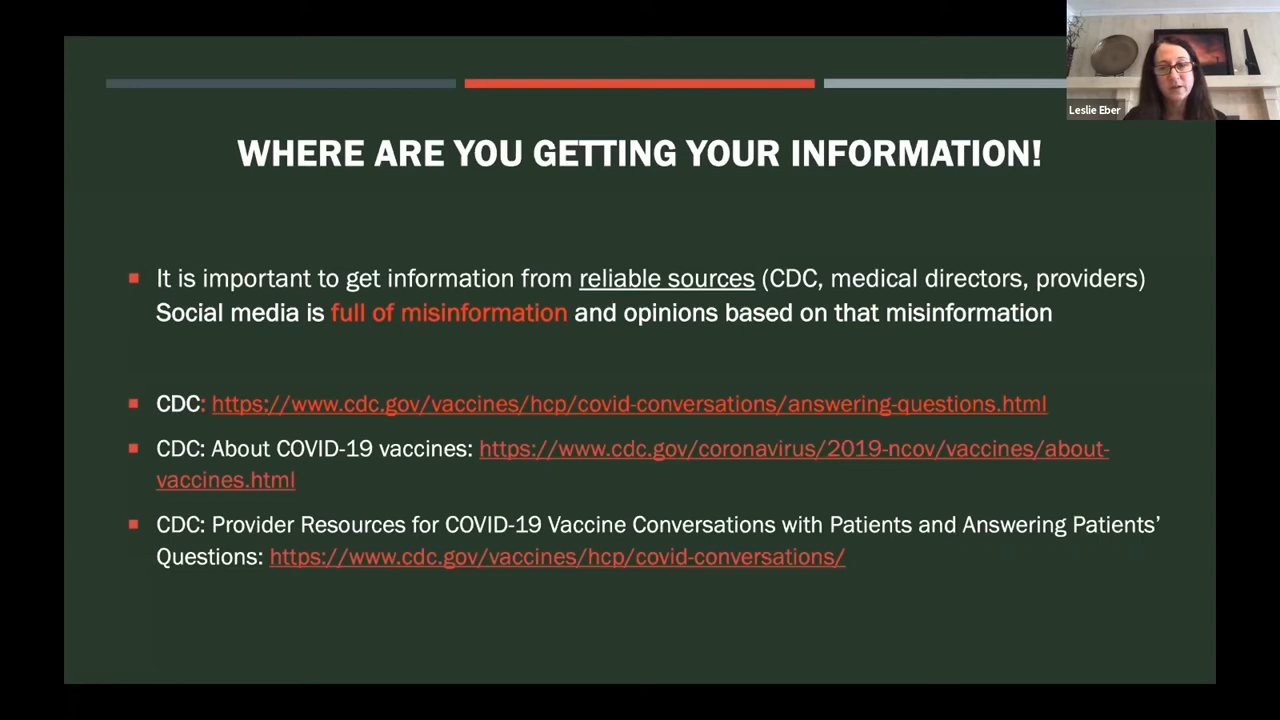 WHERE ARE YOU GETTING YOUR INFORMATION!
Leslie Eber
It is important to get information from reliable sources (CDC, medical directors, providers)
Social media is full of misinformation and opinions based on that misinformation
CDC: https://www.cdc.gov/vaccines/hcp/covid-conversations/answering-questions.html
CDC: About COVID-19 vaccines: https://www.cdc.gov/coronavirus/2019-ncov/vaccines/about-
vaccines.html
CDC: Provider Resources for COVID-19 Vaccine Conversations with Patients and Answering Patients’
Questions: https://www.cdc.gov/vaccines/hcp/covid-conversations/